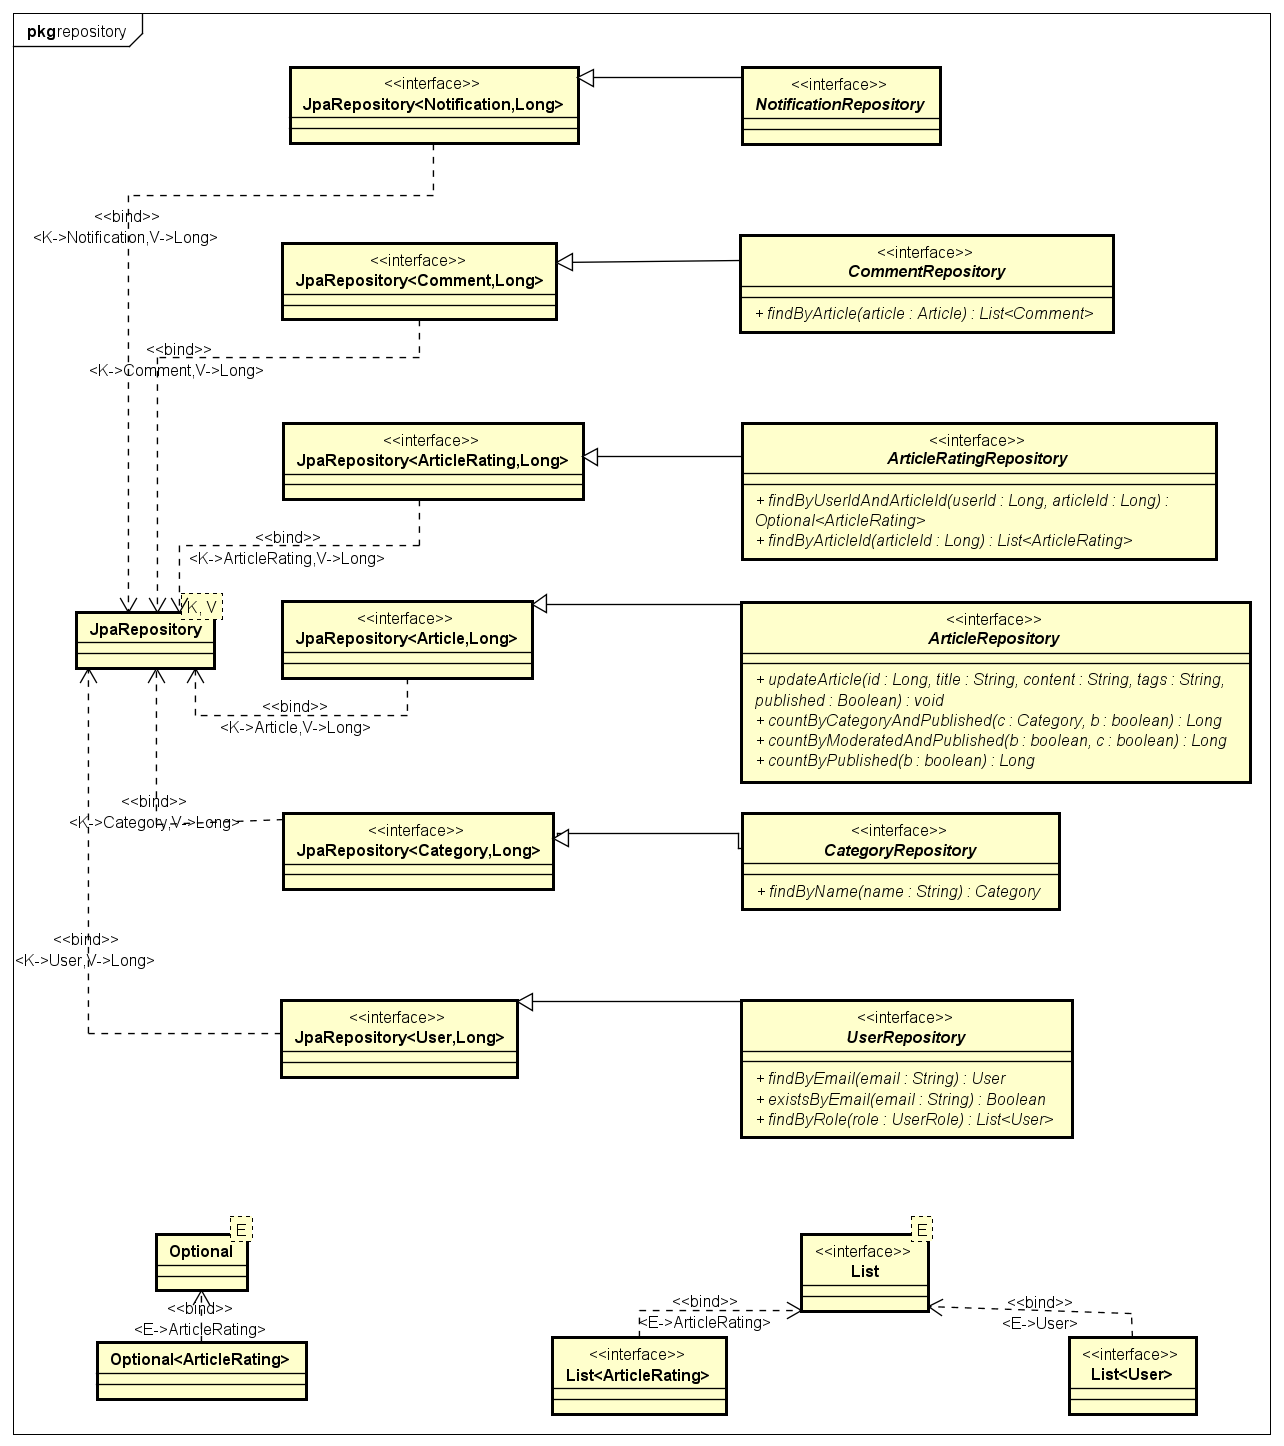 pkg repository
<<interface>>
JpaRepository<Notification,Long>
<<interface>>
NotificationRepository
<<bind>>
<K->Notification,V->Long>
<<interface>>
JpaRepository<Comment,Long>
<<interface>>
CommentRepository
+ findByArticle(article : Article) : List<Comment>
<<bind>>
<K->Comment,V->Long>
<<interface>>
JpaRepository<ArticleRating,Long>
<<interface>>
ArticleRatingRepository
+ findByUserIdAndArticleId(userId : Long, articleId : Long) :
Optional<ArticleRating>
+ findByArticleId(articleId : Long) : List<ArticleRating>
<<bind>>
<K->ArticleRating,V->Long>
K, V
JpaRepository
<<interface>>
JpaRepository<Article,Long>
<<interface>>
ArticleRepository
+ updateArticle(id : Long, title : String, content : String, tags : String,
published : Boolean) : void
+ countByCategoryAndPublished(c : Category, b : boolean) : Long
+ countByModeratedAndPublished(b : boolean, c : boolean) : Long
+ countByPublished(b : boolean) : Long
<<bind>>
<K->Article,V->Long>
<<bind>>
<K->Category,V->Long>
<<interface>>
JpaRepository<Category,Long>
<<interface>>
CategoryRepository
+ findByName(name : String) : Category
<<bind>>
<K->User,V->Long>
<<interface>>
JpaRepository<User,Long>
<<interface>>
UserRepository
+ findByEmail(email : String) : User
+ existsByEmail(email : String) : Boolean
+ findByRole(role : UserRole) : List<User>
E
Optional
<<bind>>
<E->ArticleRating>
Optional<ArticleRating>
E
<<interface>>
List
<<bind>>
<E->ArticleRating>
<<bind>>
<E->User>
<<interface>>
List<ArticleRating>
<<interface>>
List<User>